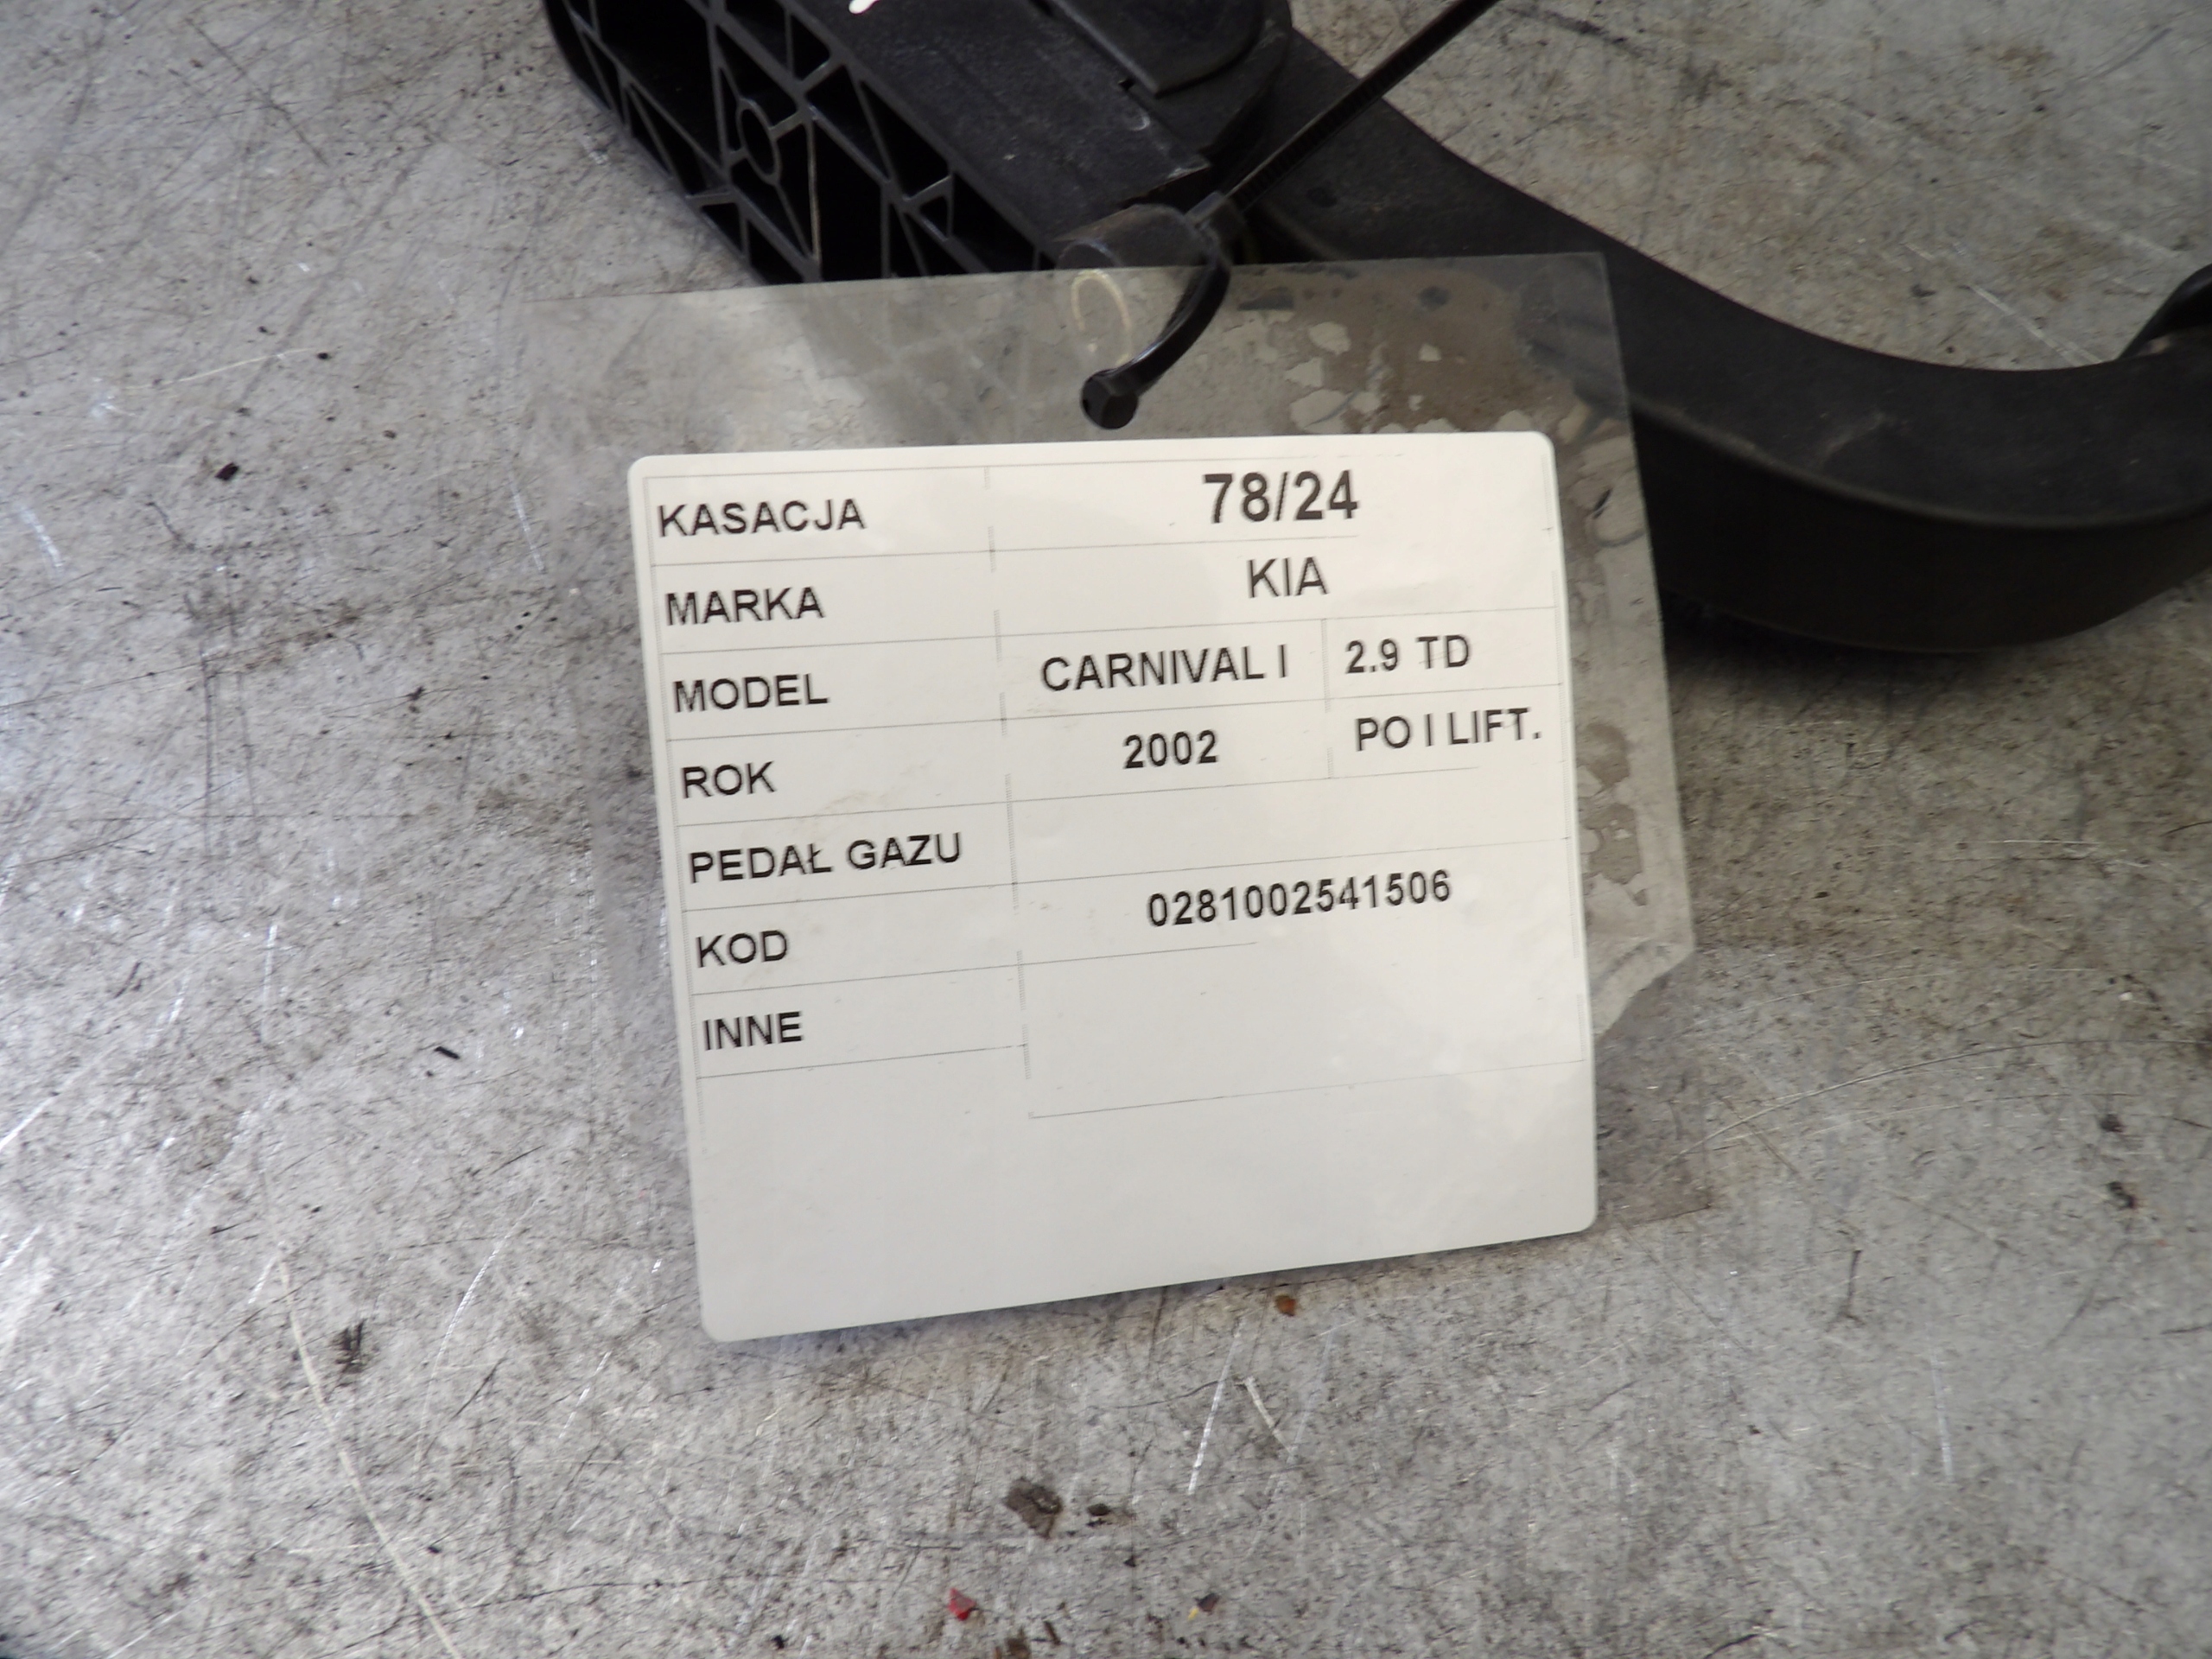 KASACJA 78/24
MARKA KIA
MODEL CARNIVAL I 2.9 TD
ROK 2002 PO I LIFT.
PEDAŁ GAZU
KOD 0281002541506
INNE